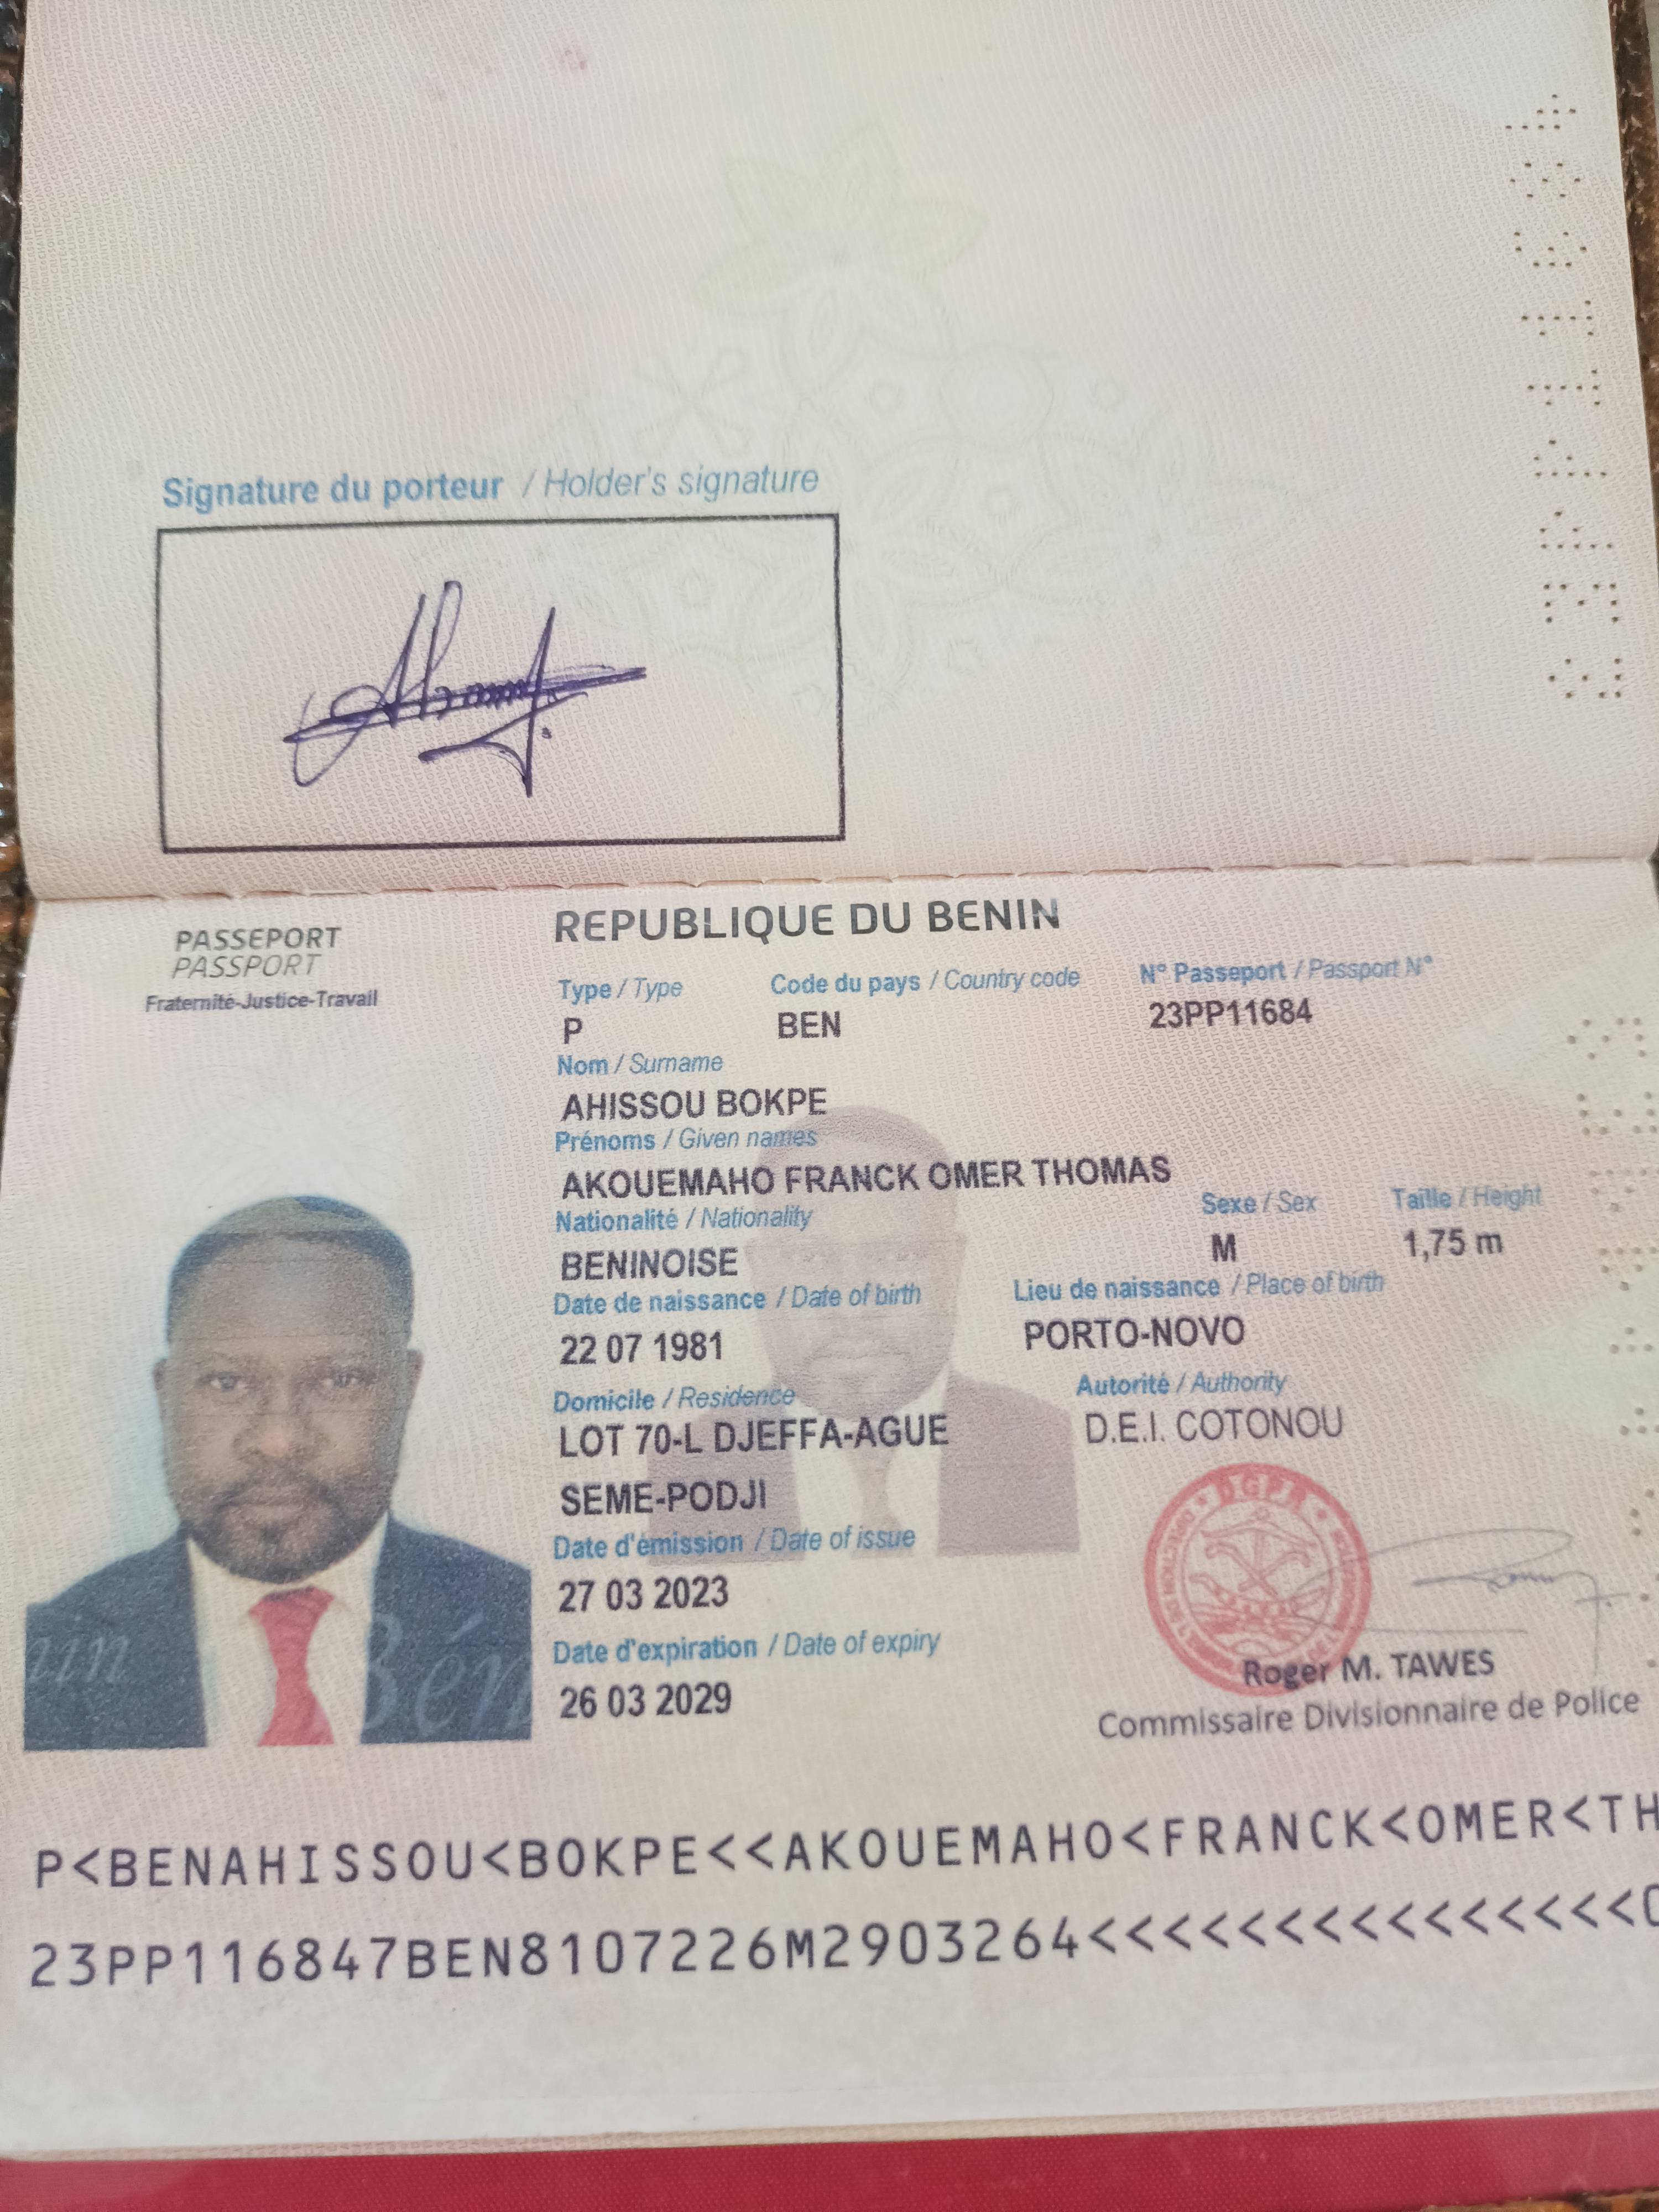 Signature du porteur / Holder's signature
PASSEPORT
PASSPORT
Fraternité-Justice-Travail
REPUBLIQUE DU BENIN
Type / Type Code du pays / Country code N° Passeport / Passport N°
P BEN 23PP11684
Nom / Surname
AHISSOU BOKPE
Prénoms / Given names
AKOUEMAHO FRANCK OMER THOMAS
Nationalité / Nationality Sexe / Sex Taille / Height
BENINOISE M 1,75 m
Date de naissance / Date of birth Lieu de naissance / Place of birth
22 07 1981 PORTO-NOVO
Domicile / Residence Autorité / Authority
LOT 70-L DJEFFA-AGUE D.E.I. COTONOU
SEME-PODJI
Date d'émission / Date of issue
27 03 2023
Date d'expiration / Date of expiry
26 03 2029
Roger M. TAWES
Commissaire Divisionnaire de Police
P<BENAHISSOU<BOKPE<<AKOUEMAHO<FRANCK<OMER<TH
23PP116847BEN8107226M2903264<<<<<<<<<<<<<<<